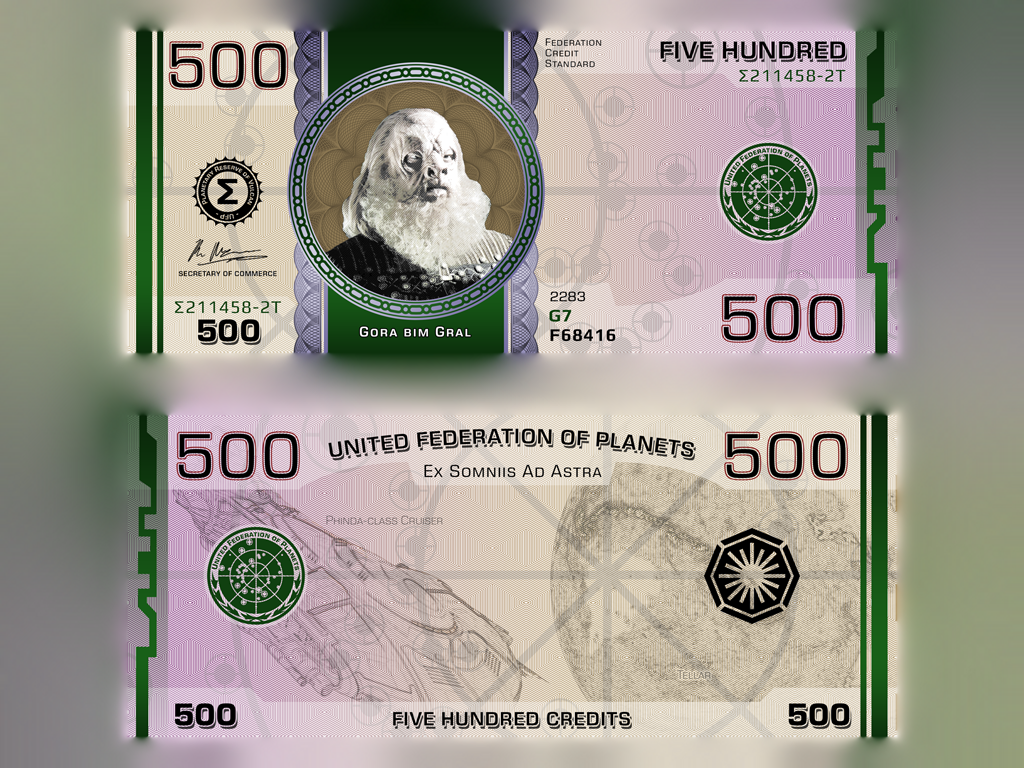 500
FEDERATION
CREDIT
STANDARD
FIVE HUNDRED
Σ211458-2T
PLANETARY RESERVE OF VULCAN
Σ
· UFP ·
UNITED FEDERATION OF PLANETS
SECRETARY OF COMMERCE
Σ211458-2T
500
GORA BIM GRAL
2283
G7
F68416
500
500
UNITED FEDERATION OF PLANETS
EX SOMNIIS AD ASTRA
500
PHINDA-CLASS CRUISER
UNITED FEDERATION OF PLANETS
TELLAR
500
FIVE HUNDRED CREDITS
500